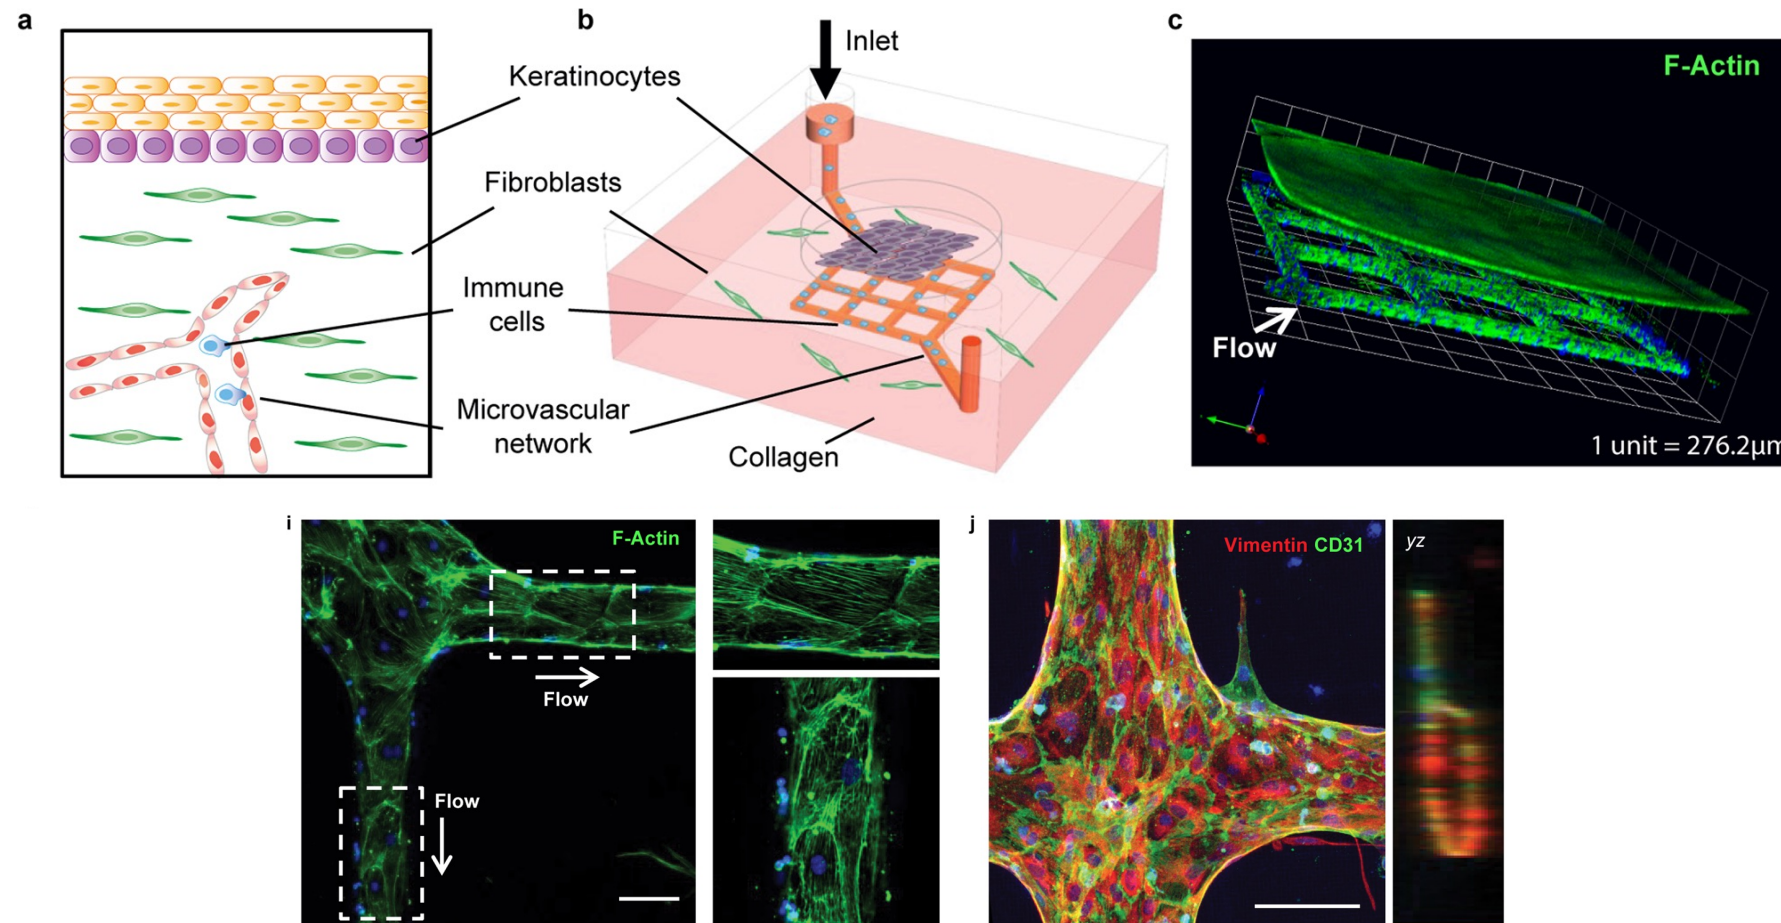 a
b
c
Inlet
Keratinocytes
F-Actin
Fibroblasts
Immune
cells
Flow
Microvascular
network
Collagen
1 unit = 276.2µm
i
F-Actin
Flow
Flow
j
Vimentin CD31
yz